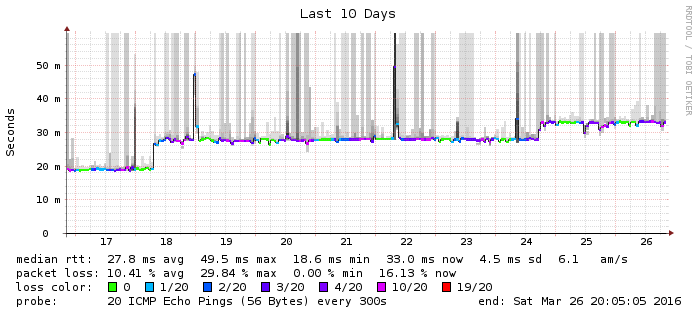 Last 10 Days
RRDTOOL / TOBI OETIKER
Seconds
50 m
40 m
30 m
20 m
10 m
0
17 18 19 20 21 22 23 24 25 26
median rtt: 27.8 ms avg 49.5 ms max 18.6 ms min 33.0 ms now 4.5 ms sd 6.1 am/s
packet loss: 10.41 % avg 29.84 % max 0.00 % min 16.13 % now
loss color: 0 1/20 2/20 3/20 4/20 10/20 19/20
probe: 20 ICMP Echo Pings (56 Bytes) every 300s end: Sat Mar 26 20:05:05 2016